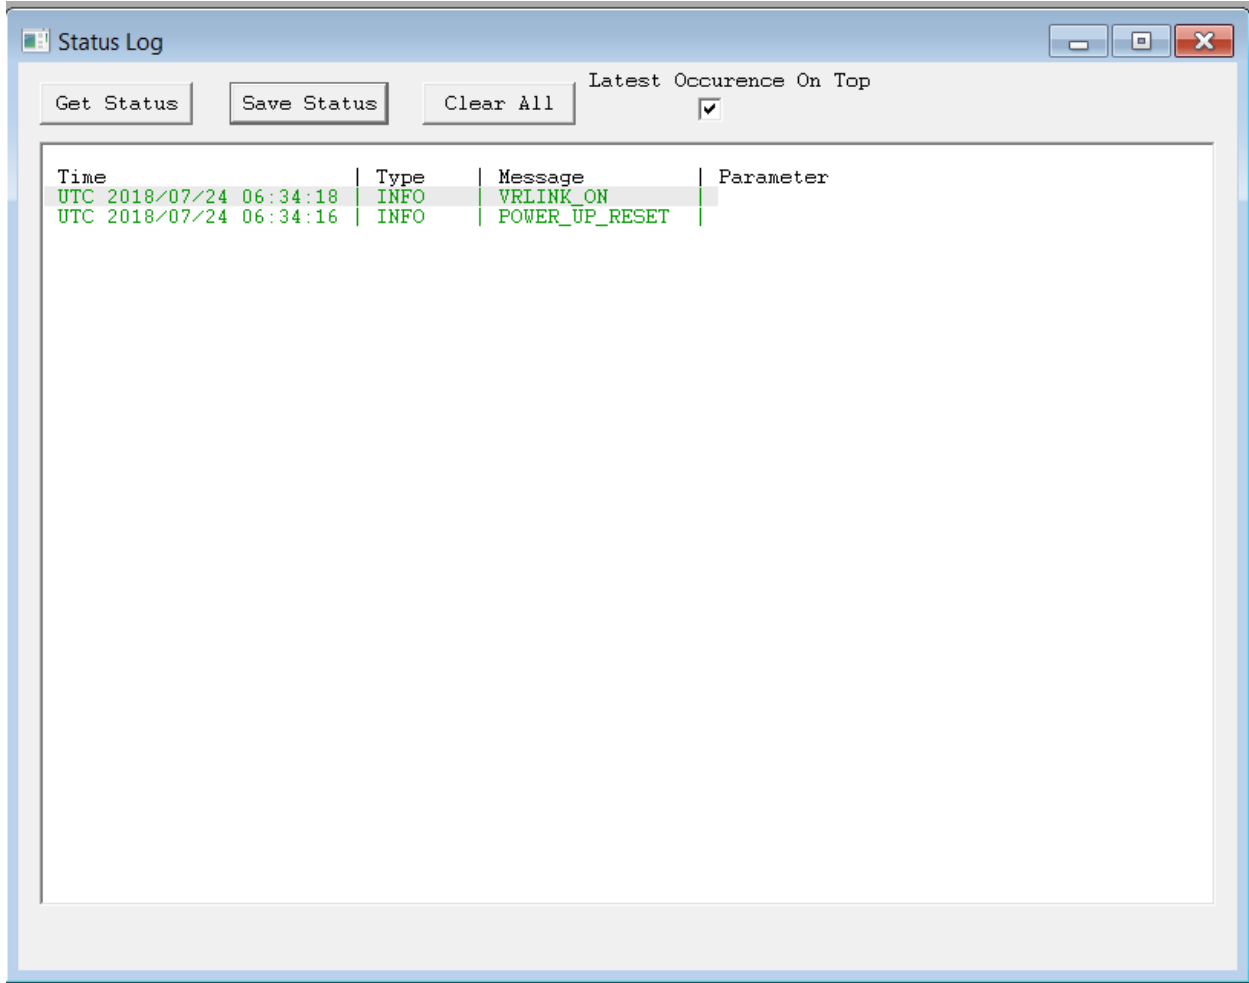 Status Log
Get Status Save Status Clear All Latest Occurence On Top
Time | Type | Message | Parameter
UTC 2018/07/24 06:34:18 | INFO | VRLINK_ON |
UTC 2018/07/24 06:34:16 | INFO | POWER_UP_RESET |